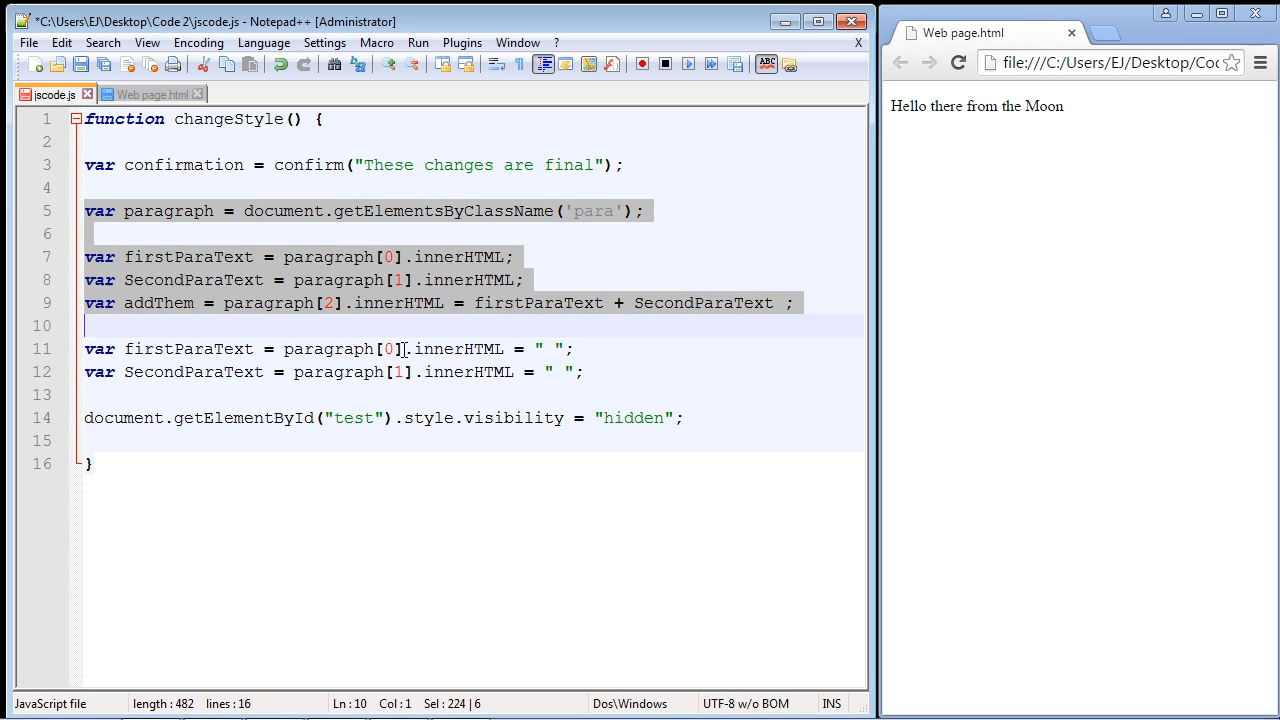 *C:\Users\EJ\Desktop\Code 2\jscode.js - Notepad++ [Administrator]
File Edit Search View Encoding Language Settings Macro Run Plugins Window ? X
ABC
jscode.js Web page.html
1 function changeStyle() {
2
3 var confirmation = confirm("These changes are final");
4
5 var paragraph = document.getElementsByClassName('para');
6
7 var firstParaText = paragraph[0].innerHTML;
8 var SecondParaText = paragraph[1].innerHTML;
9 var addThem = paragraph[2].innerHTML = firstParaText + SecondParaText ;
10
11 var firstParaText = paragraph[0].innerHTML = " ";
12 var SecondParaText = paragraph[1].innerHTML = " ";
13
14 document.getElementById("test").style.visibility = "hidden";
15
16 }
JavaScript file length : 482 lines : 16 Ln : 10 Col : 1 Sel : 224 | 6 Dos\Windows UTF-8 w/o BOM INS
Web page.html
file:///C:/Users/EJ/Desktop/Coc
Hello there from the Moon